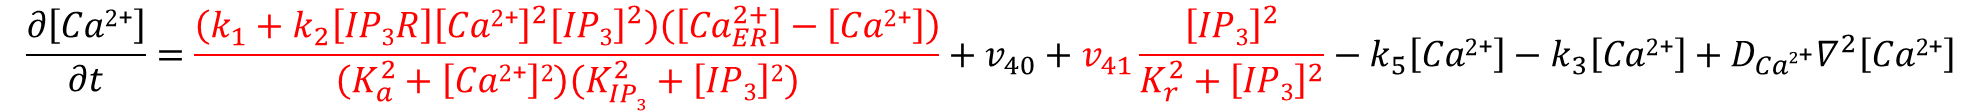 ∂[Ca²⁺]/∂t = (k₁ + k₂[IP₃R][Ca²⁺]²[IP₃]²)([Ca²⁺_ER] − [Ca²⁺]) / (K_a² + [Ca²⁺]²)(K_IP₃² + [IP₃]²) + v₄₀ + v₄₁ [IP₃]² / K_r² + [IP₃]² − k₅[Ca²⁺] − k₃[Ca²⁺] + D_Ca²⁺∇²[Ca²⁺]